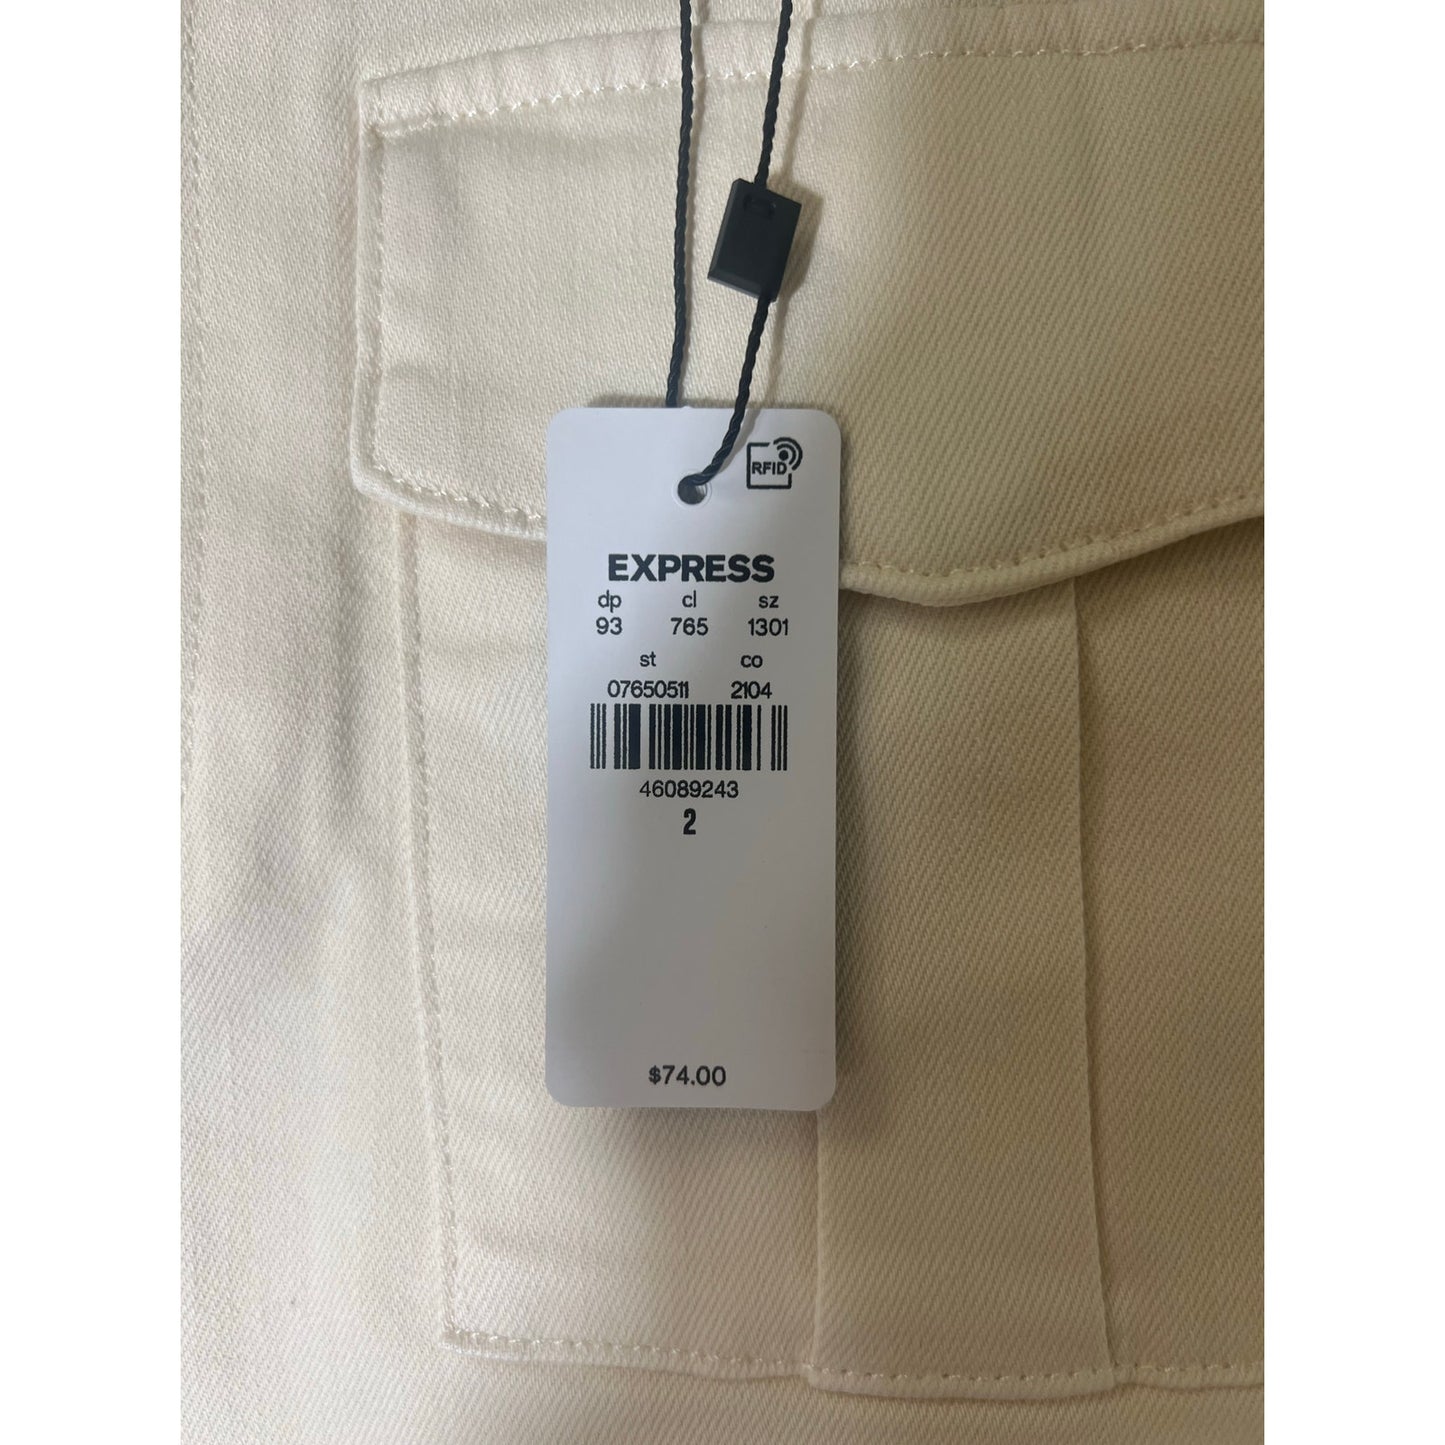 RFID
EXPRESS
dp cl sz
93 765 1301
st co
07650511 2104
46089243
2
$74.00